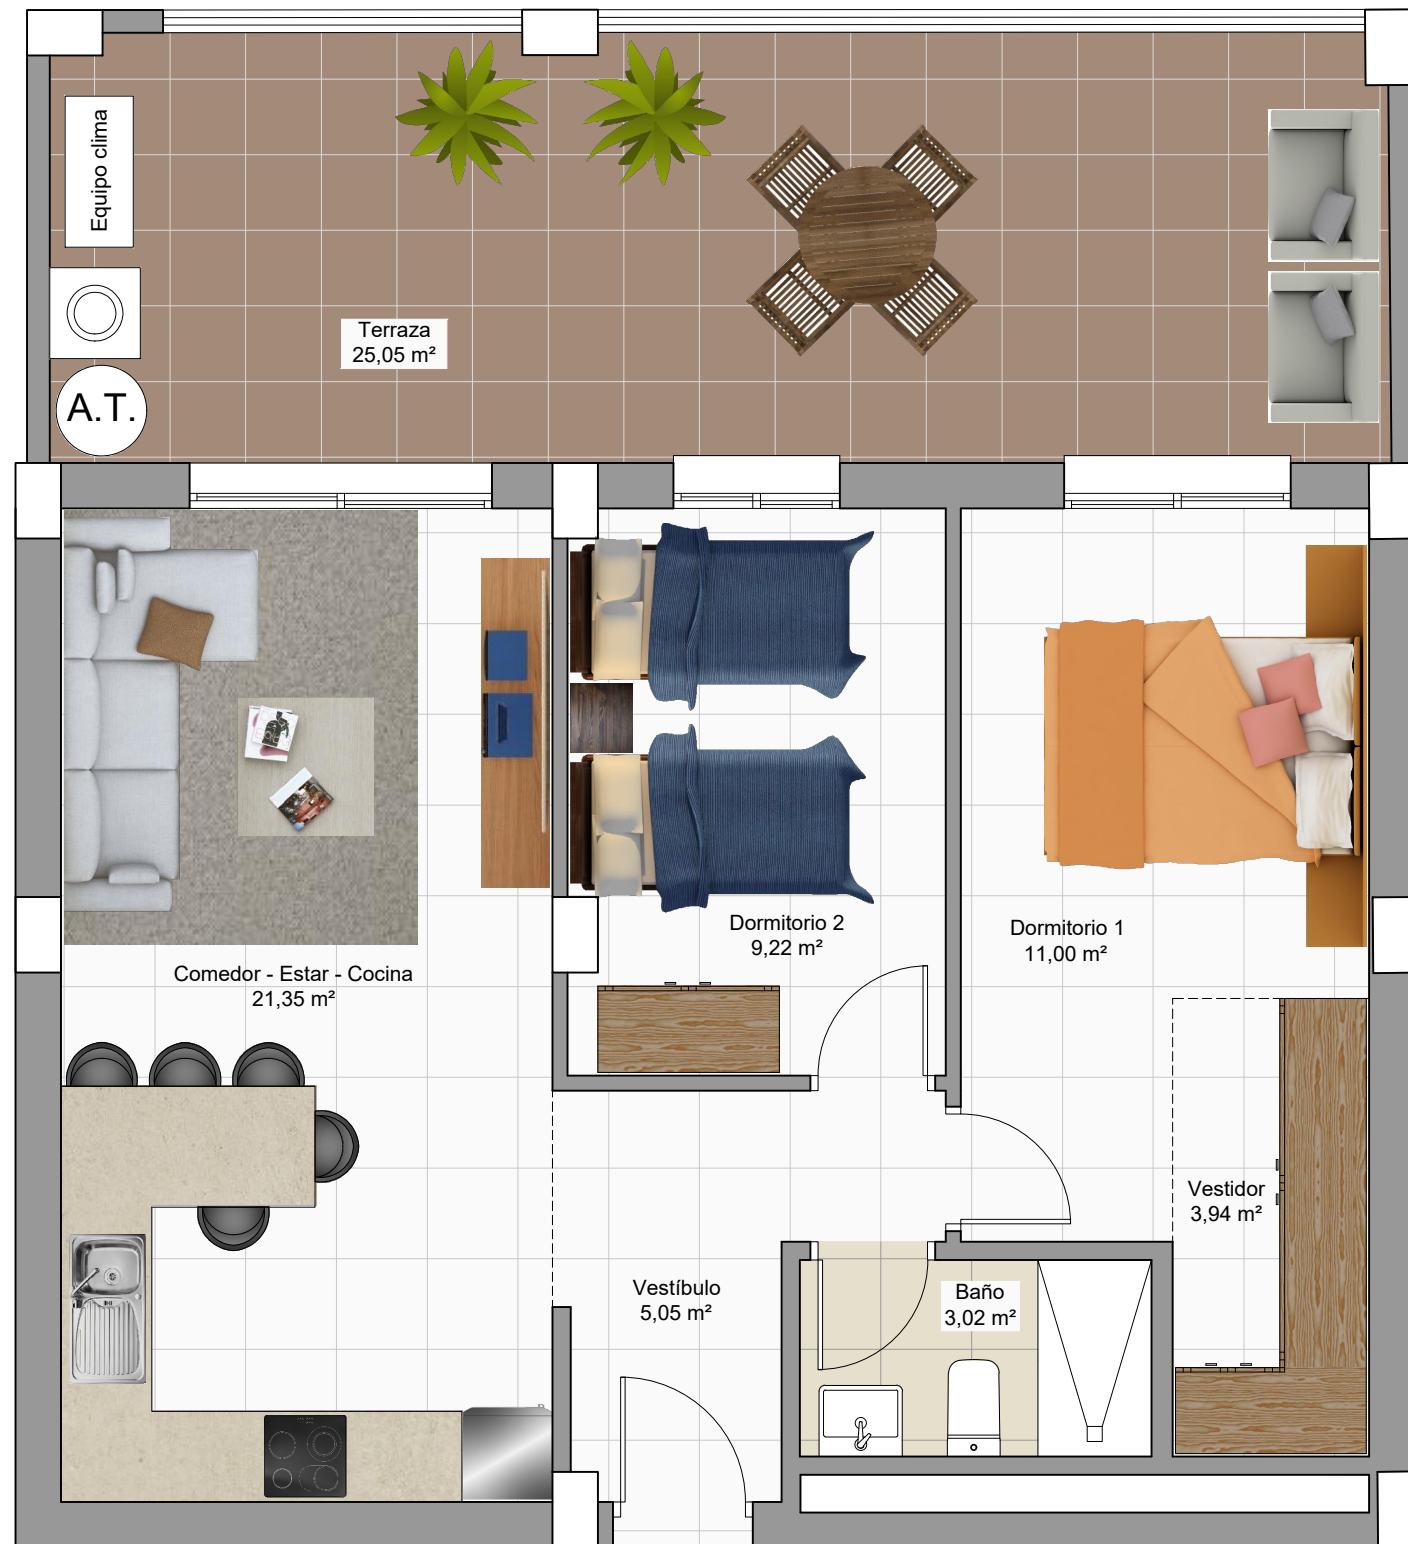 Equipo clima
Terraza
25,05 m²
A.T.
Dormitorio 2
9,22 m²
Dormitorio 1
11,00 m²
Comedor - Estar - Cocina
21,35 m²
Vestidor
3,94 m²
Vestíbulo
5,05 m²
Baño
3,02 m²